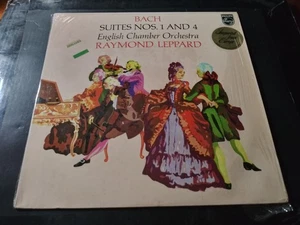 BACH
SUITES NOS. 1 AND 4
English Chamber Orchestra
RAYMOND LEPPARD
PHILIPS